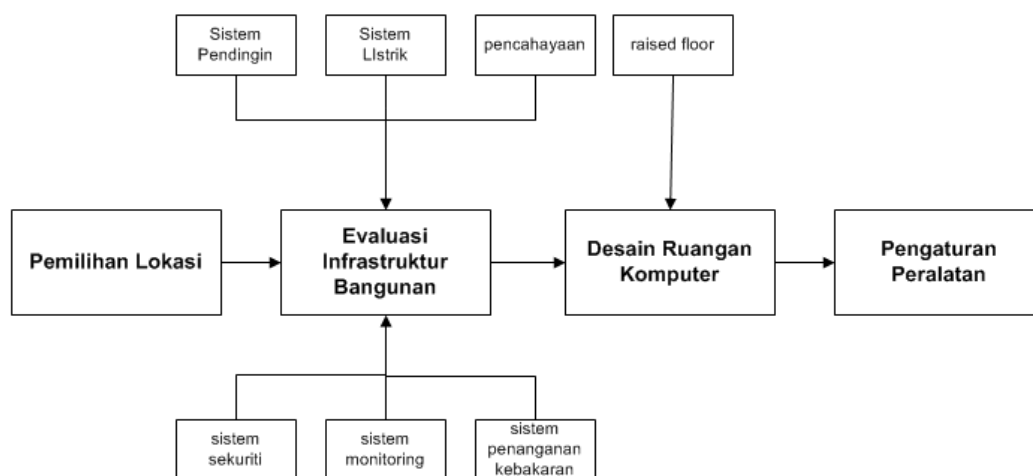 Sistem
Pendingin
Sistem
LIstrik
pencahayaan
raised floor
Pemilihan Lokasi
Evaluasi
Infrastruktur
Bangunan
Desain Ruangan
Komputer
Pengaturan
Peralatan
sistem
sekuriti
sistem
monitoring
sistem
penanganan
kebakaran